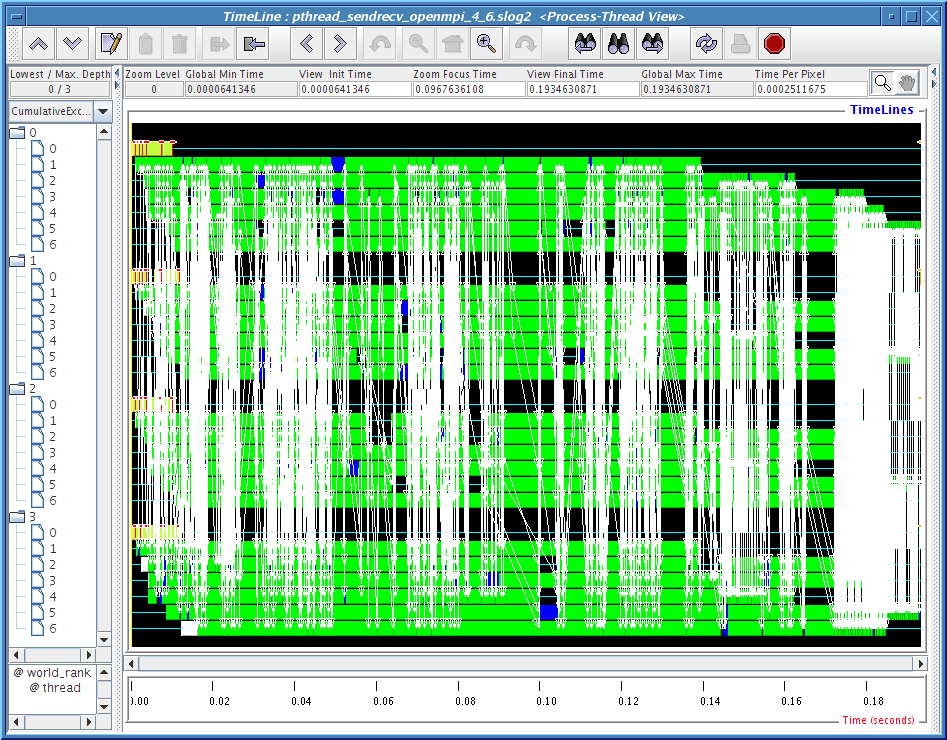 TimeLine : pthread_sendrecv_openmpi_4_6.slog2 <Process-Thread View>
Lowest / Max. Depth
0 / 3
Zoom Level
0
Global Min Time
0.0000641346
View Init Time
0.0000641346
Zoom Focus Time
0.0967636108
View Final Time
0.1934630871
Global Max Time
0.1934630871
Time Per Pixel
0.0002511675
CumulativeExc...
TimeLines
0
0
1
2
3
4
5
6
1
0
1
2
3
4
5
6
2
0
1
2
3
4
5
6
3
0
1
2
3
4
5
6
@ world_rank
@ thread
0.00 0.02 0.04 0.06 0.08 0.10 0.12 0.14 0.16 0.18
Time (seconds)